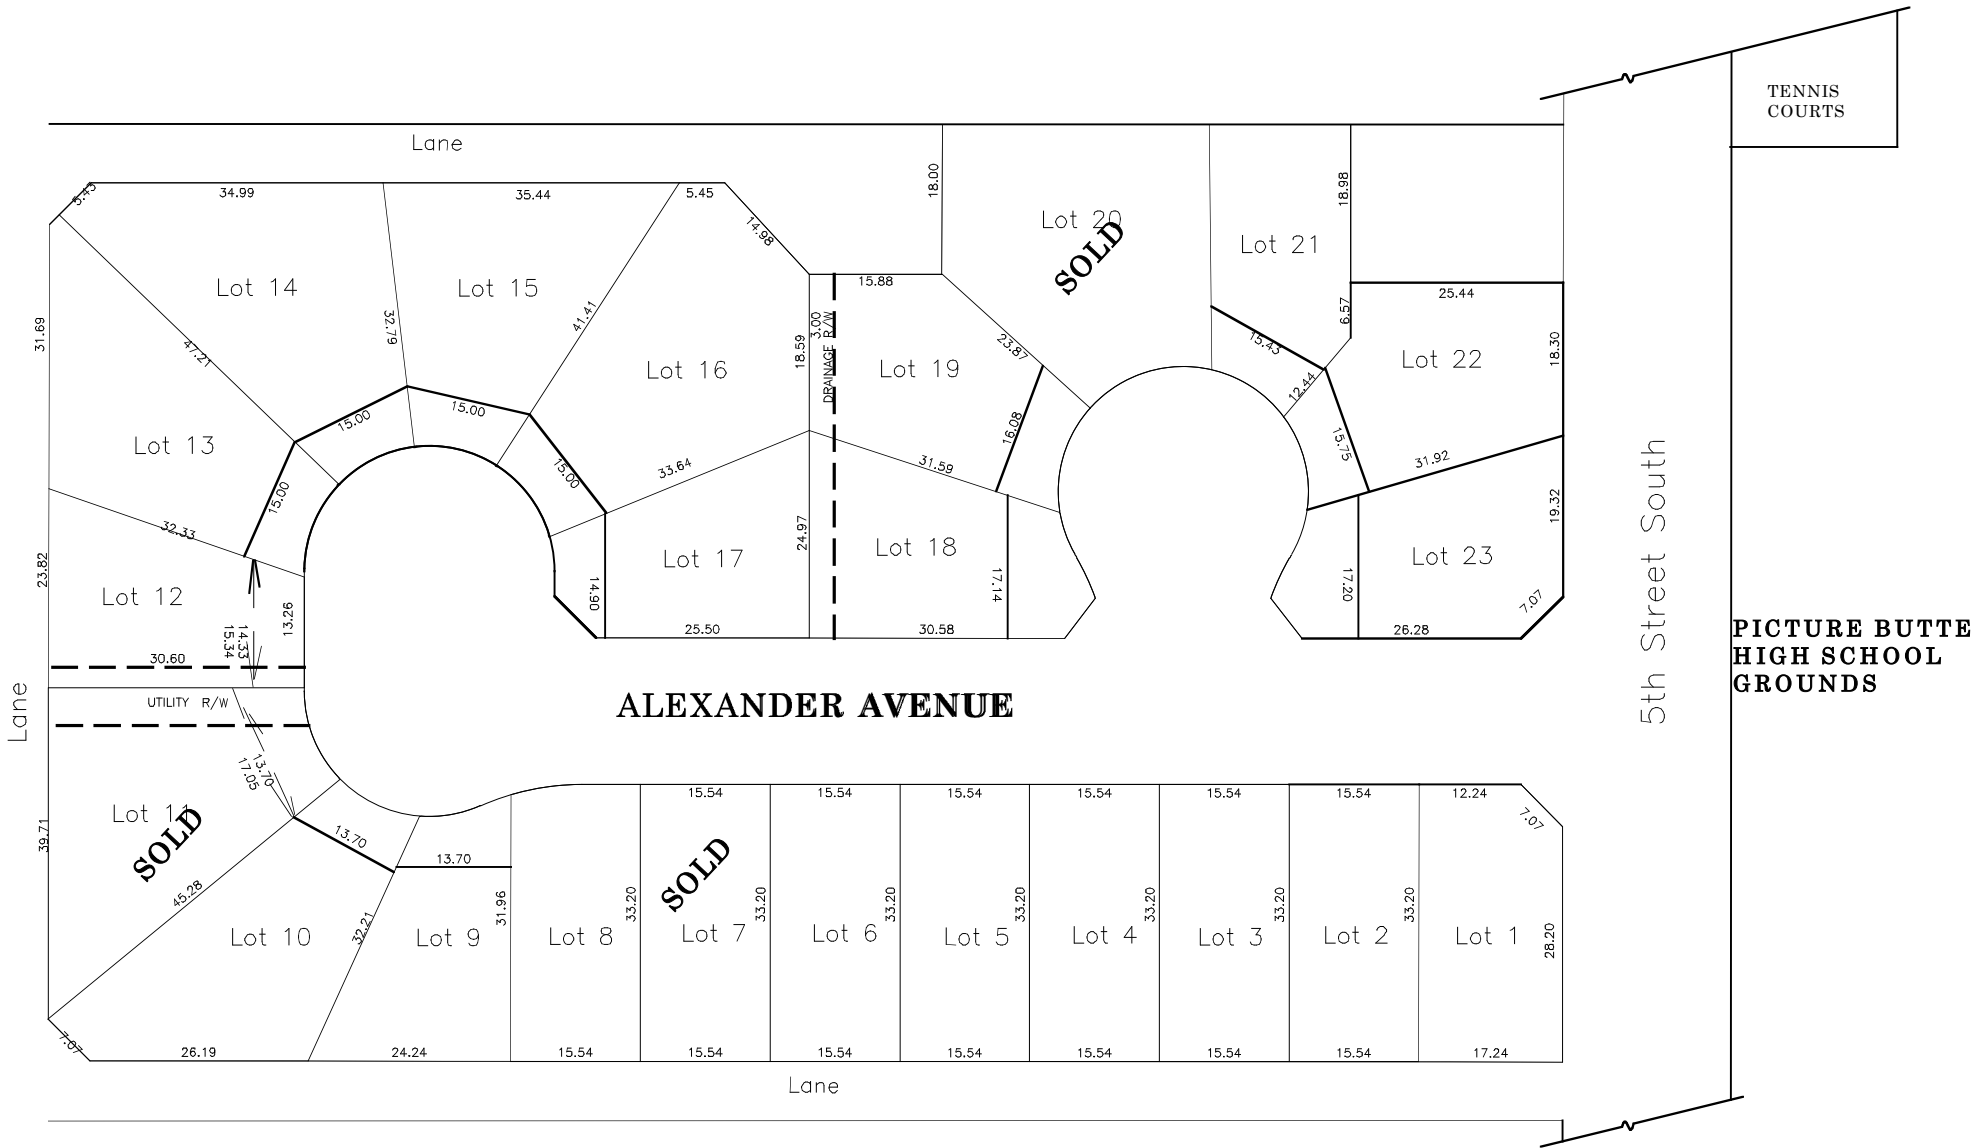 TENNIS
COURTS
Lane
5.43
34.99
35.44
5.45
14.98
18.00
18.98
Lot 20
SOLD
Lot 21
Lot 14
Lot 15
15.88
25.44
31.69
47.21
32.79
41.41
18.59
3.00
DRAINAGE R/W
23.87
15.43
6.57
18.30
Lot 16
Lot 19
Lot 22
12.44
15.00
15.00
16.08
15.75
Lot 13
33.64
31.59
31.92
15.00
15.00
32.33
24.97
19.32
23.82
Lot 12
13.26
14.33
15.34
14.90
Lot 17
Lot 18
17.14
17.20
Lot 23
7.07
30.60
25.50
30.58
26.28
5th Street South
PICTURE BUTTE
HIGH SCHOOL
GROUNDS
Lane
UTILITY R/W
ALEXANDER AVENUE
13.70
17.05
15.54
15.54
15.54
15.54
15.54
15.54
12.24
7.07
Lot 11
SOLD
39.71
13.70
13.70
SOLD
45.28
32.21
31.96
33.20
33.20
33.20
33.20
33.20
33.20
33.20
28.20
Lot 10
Lot 9
Lot 8
Lot 7
Lot 6
Lot 5
Lot 4
Lot 3
Lot 2
Lot 1
7.07
26.19
24.24
15.54
15.54
15.54
15.54
15.54
15.54
15.54
17.24
Lane